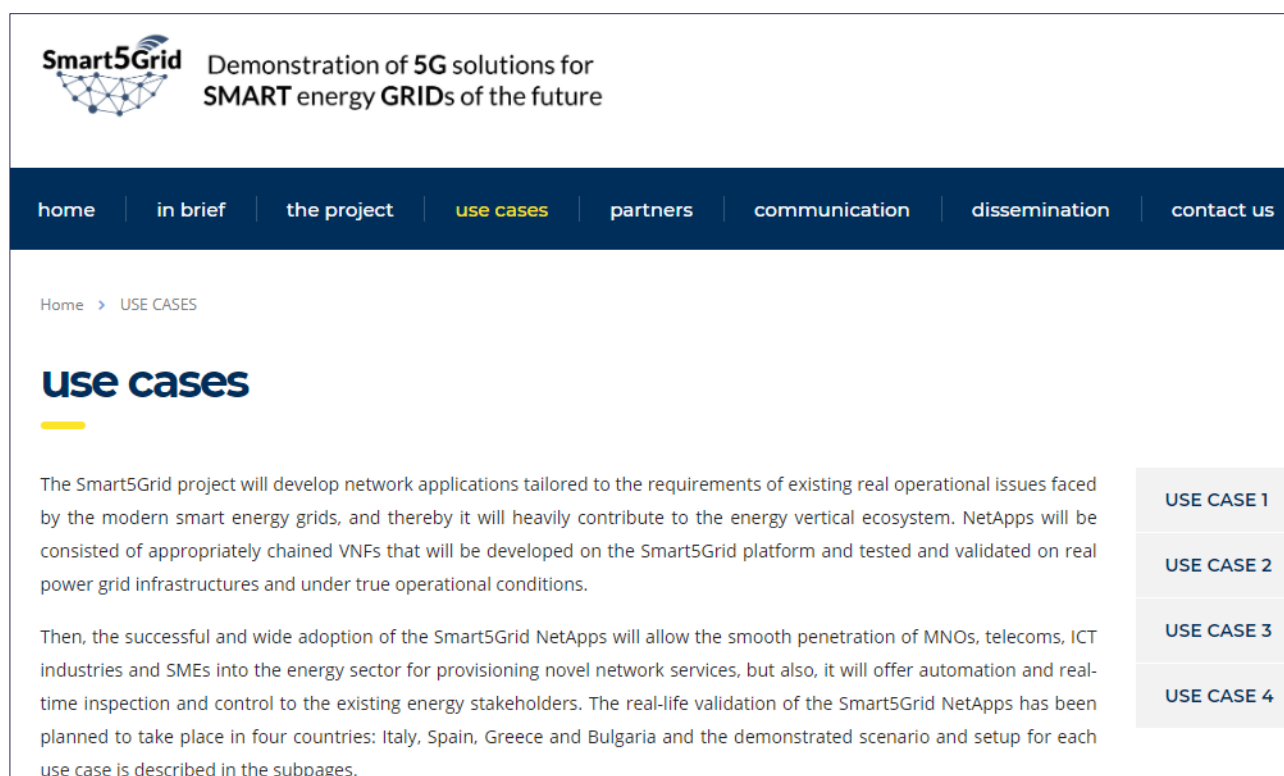 Smart5Grid
Demonstration of 5G solutions for
SMART energy GRIDs of the future
home in brief the project use cases partners communication dissemination contact us
Home > USE CASES
use cases
The Smart5Grid project will develop network applications tailored to the requirements of existing real operational issues faced
by the modern smart energy grids, and thereby it will heavily contribute to the energy vertical ecosystem. NetApps will be
consisted of appropriately chained VNFs that will be developed on the Smart5Grid platform and tested and validated on real
power grid infrastructures and under true operational conditions.
Then, the successful and wide adoption of the Smart5Grid NetApps will allow the smooth penetration of MNOs, telecoms, ICT
industries and SMEs into the energy sector for provisioning novel network services, but also, it will offer automation and real-
time inspection and control to the existing energy stakeholders. The real-life validation of the Smart5Grid NetApps has been
planned to take place in four countries: Italy, Spain, Greece and Bulgaria and the demonstrated scenario and setup for each
use case is described in the subpages.
USE CASE 1
USE CASE 2
USE CASE 3
USE CASE 4